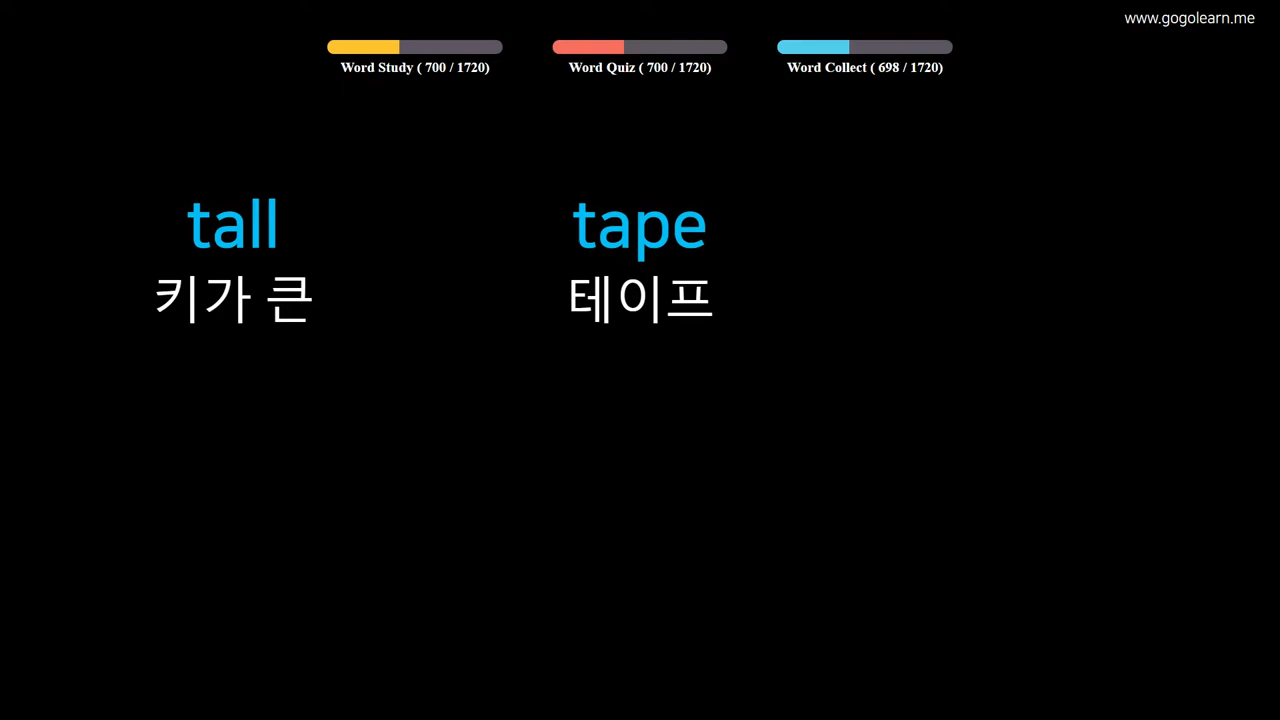 www.gogolearn.me
Word Study ( 700 / 1720)
Word Quiz ( 700 / 1720)
Word Collect ( 698 / 1720)
tall
키가 큰
tape
테이프